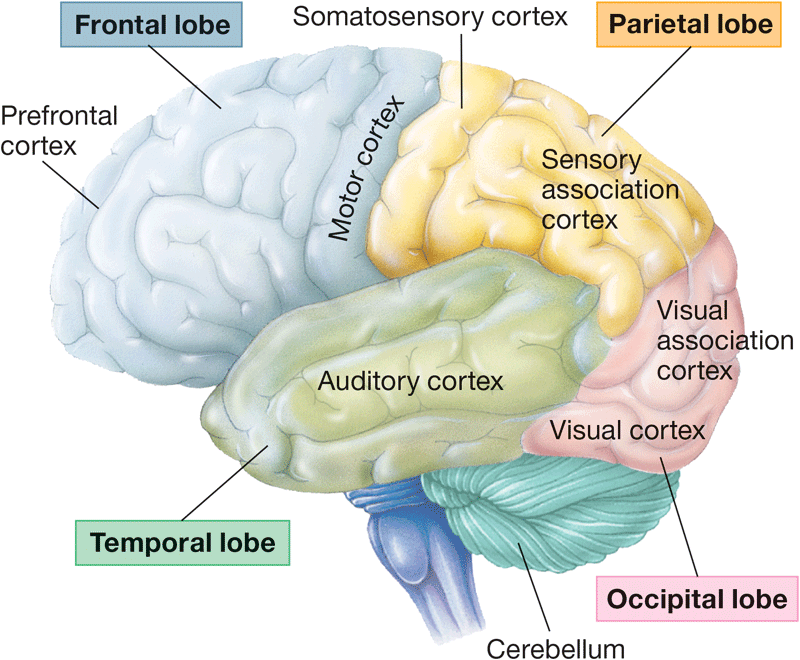 Frontal lobe
Somatosensory cortex
Parietal lobe
Prefrontal
cortex
Motor cortex
Sensory
association
cortex
Visual
association
cortex
Auditory cortex
Visual cortex
Temporal lobe
Occipital lobe
Cerebellum